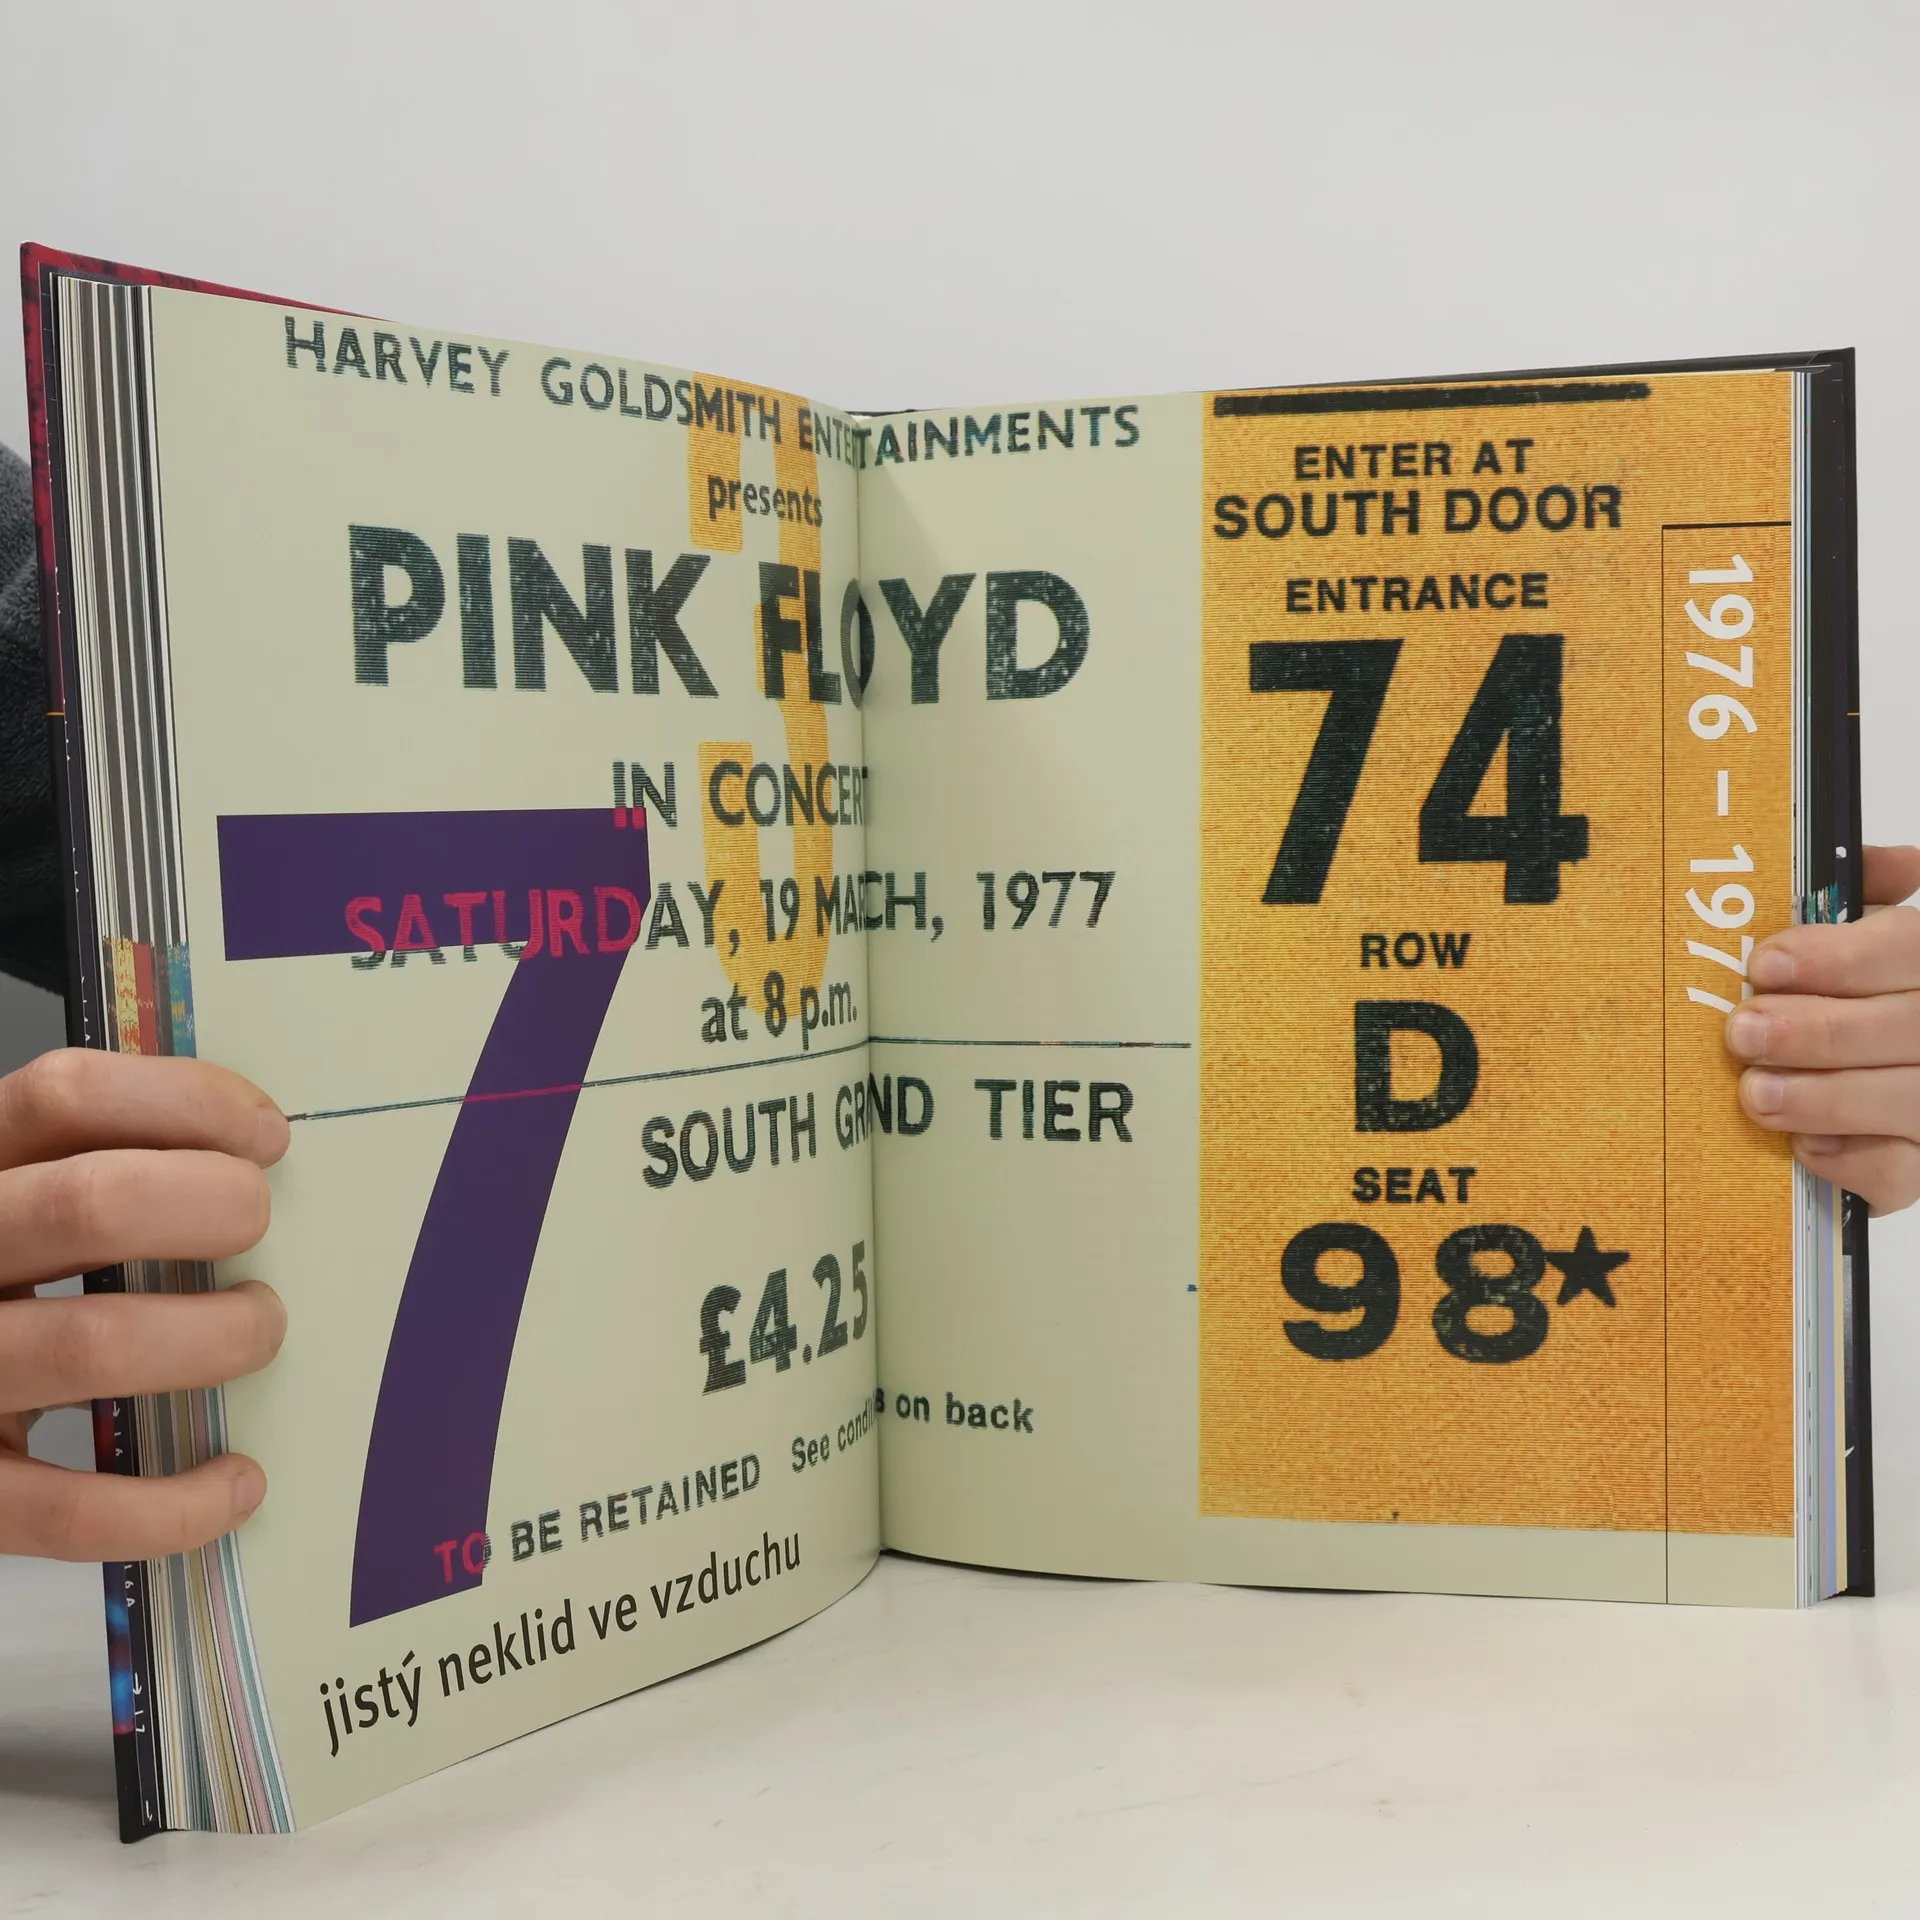 HARVEY GOLDSMITH ENTERTAINMENTS
presents
PINK FLOYD
IN CONCERT
SATURDAY, 19 MARCH, 1977
at 8 p.m.
SOUTH GRAND TIER
£4.25
TO BE RETAINED See conditions on back
3
7
jistý neklid ve vzduchu
ENTER AT
SOUTH DOOR
ENTRANCE
74
ROW
D
SEAT
98★
1976 – 1977